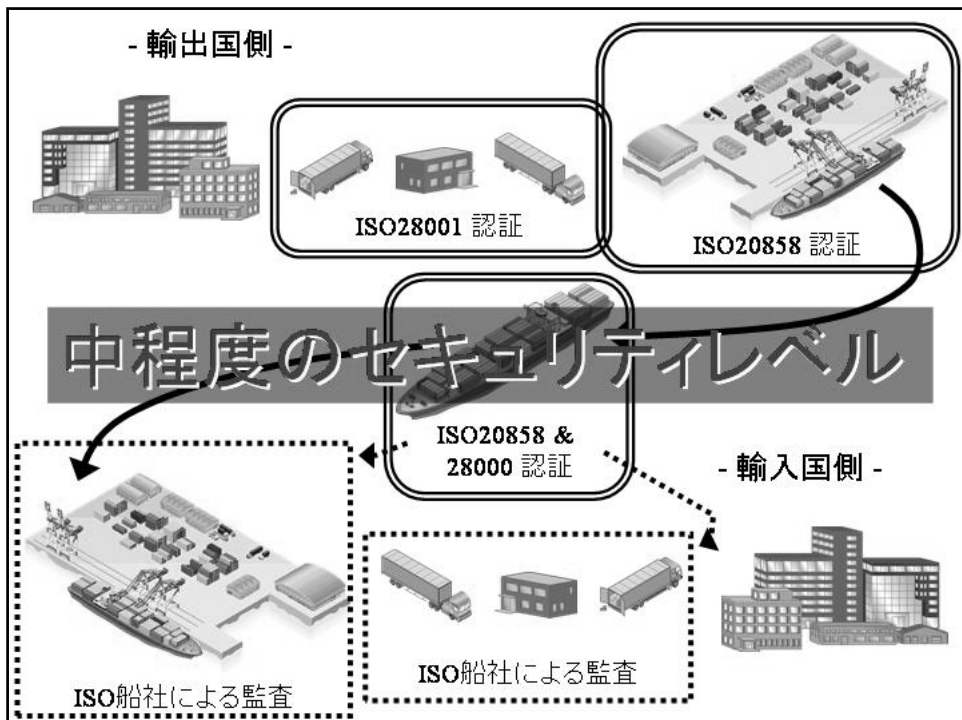 - 輸出国側 -
ISO28001 認証
ISO20858 認証
中程度のセキュリティレベル
ISO20858 &
28000 認証
- 輸入国側 -
ISO船社による監査
ISO船社による監査